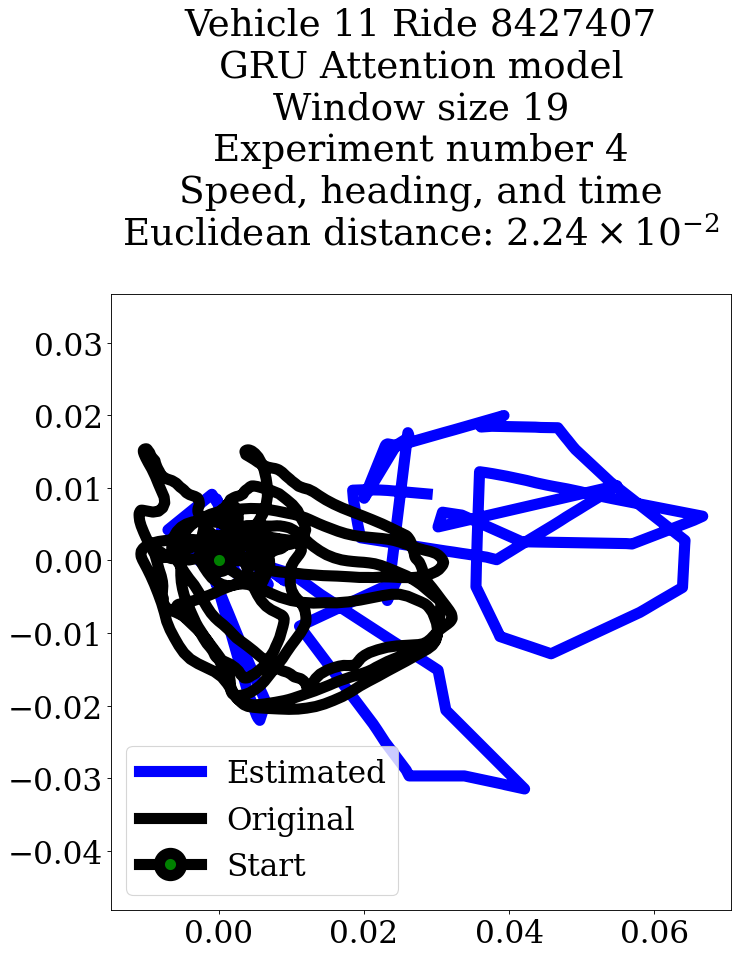 Vehicle 11 Ride 8427407
GRU Attention model
Window size 19
Experiment number 4
Speed, heading, and time
Euclidean distance: 2.24 × 10⁻²
0.03
0.02
0.01
0.00
−0.01
−0.02
−0.03
−0.04
Estimated
Original
Start
0.00 0.02 0.04 0.06